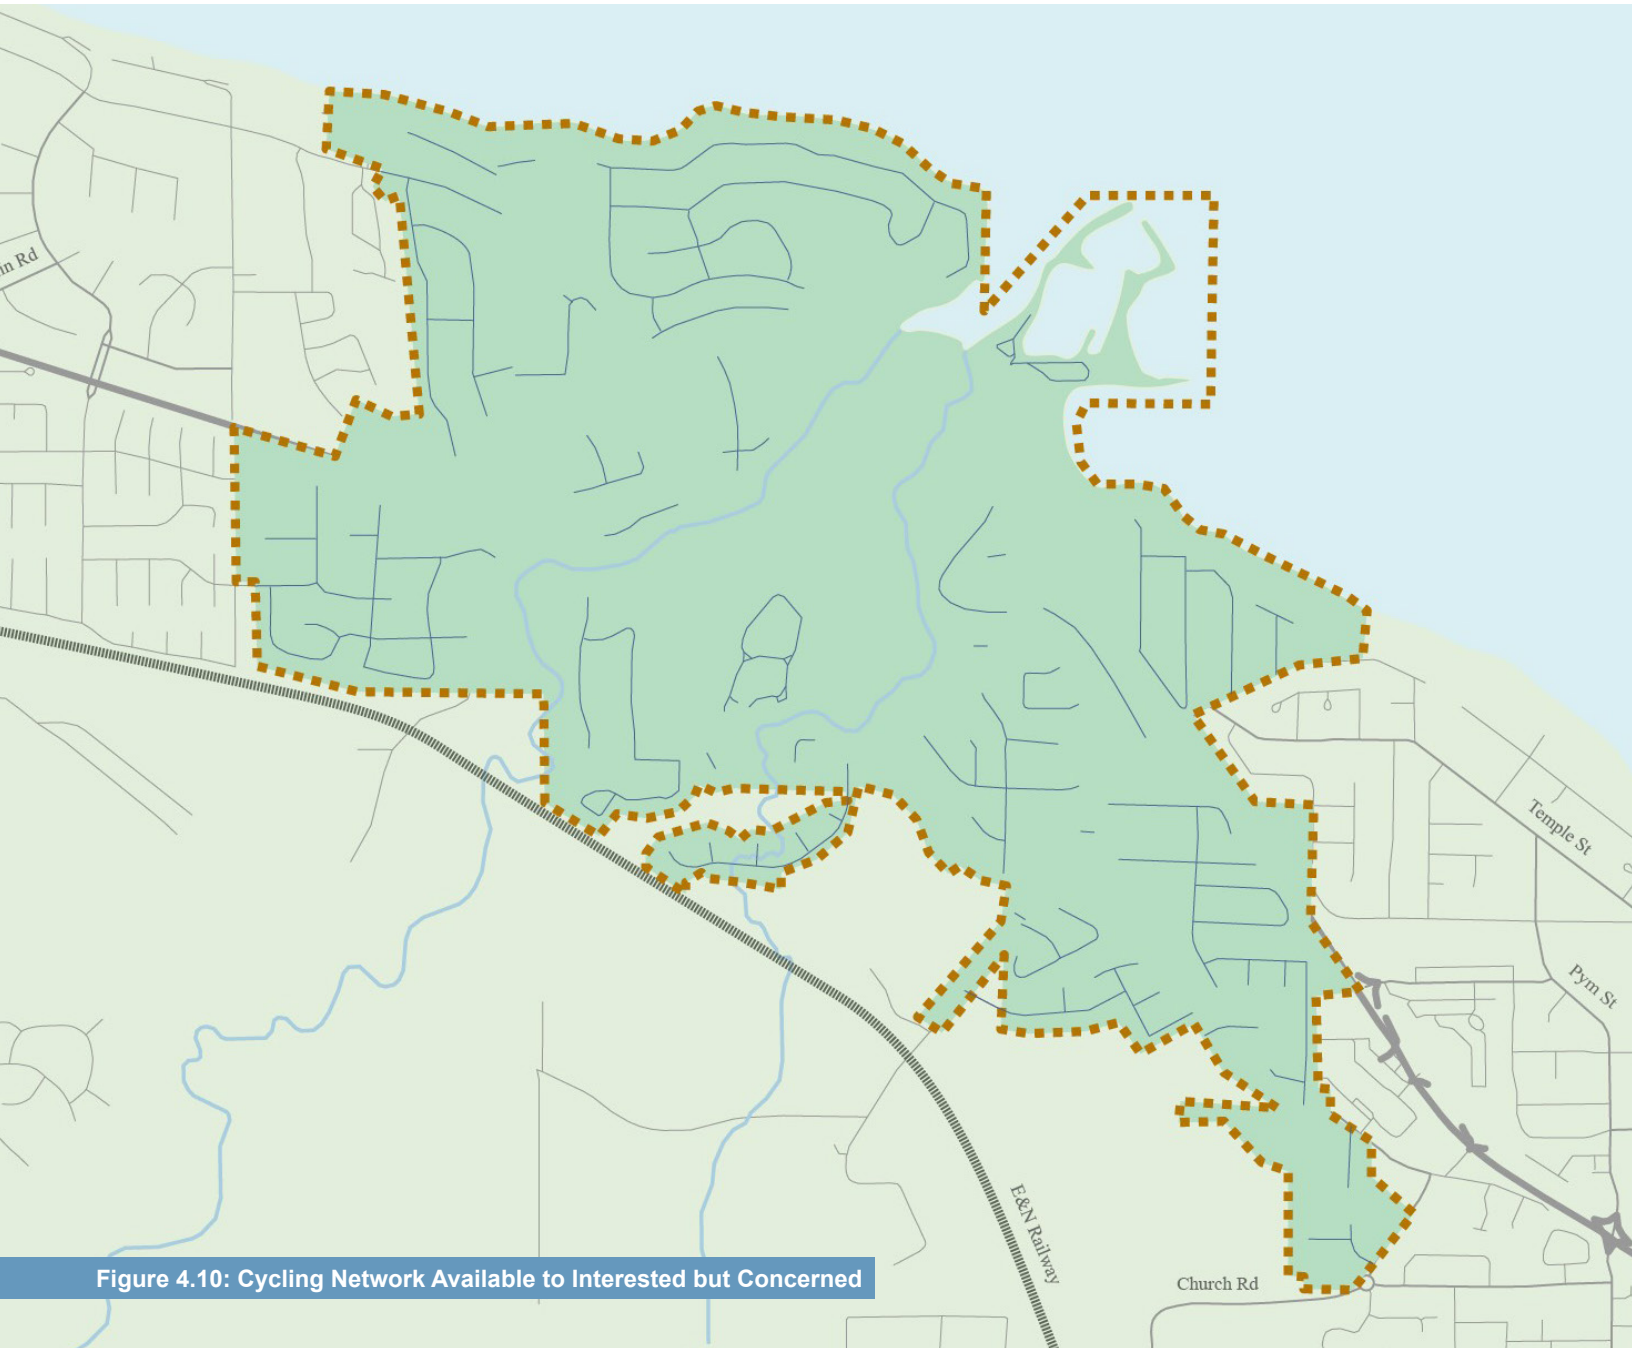 in Rd
Temple St
Pym St
E&N Railway
Church Rd
Figure 4.10: Cycling Network Available to Interested but Concerned